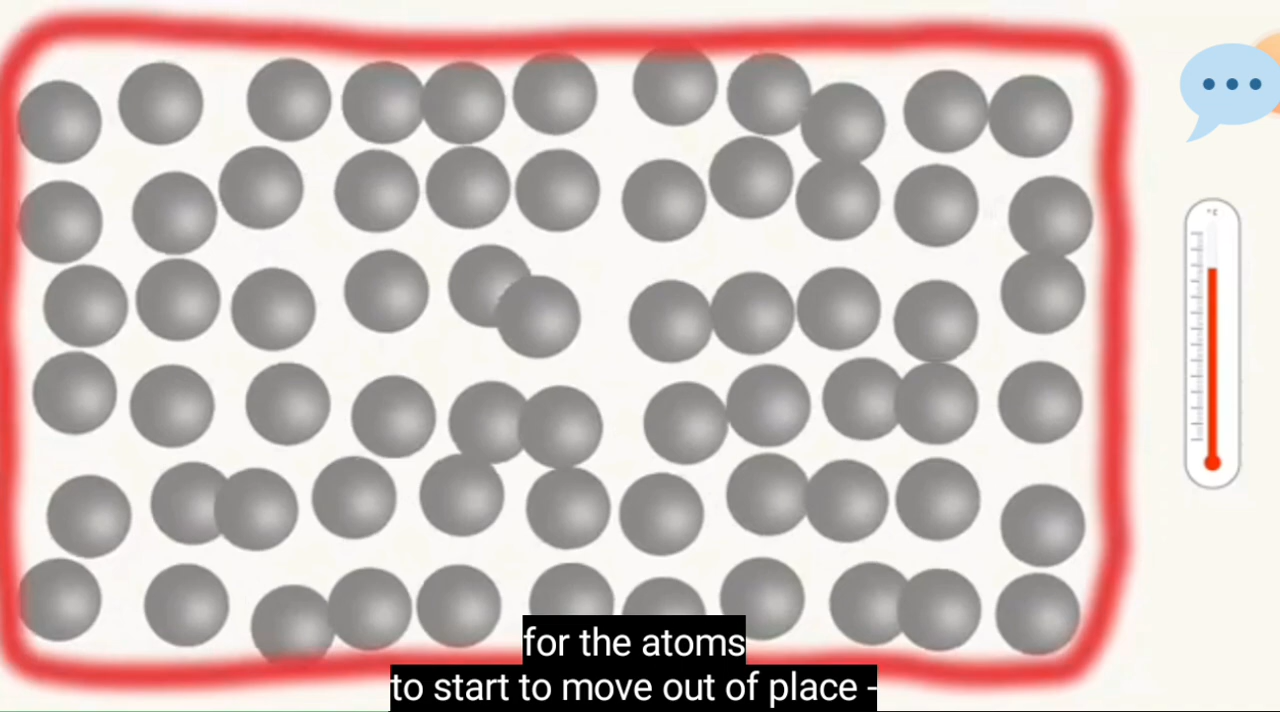 °C
for the atoms
to start to move out of place -